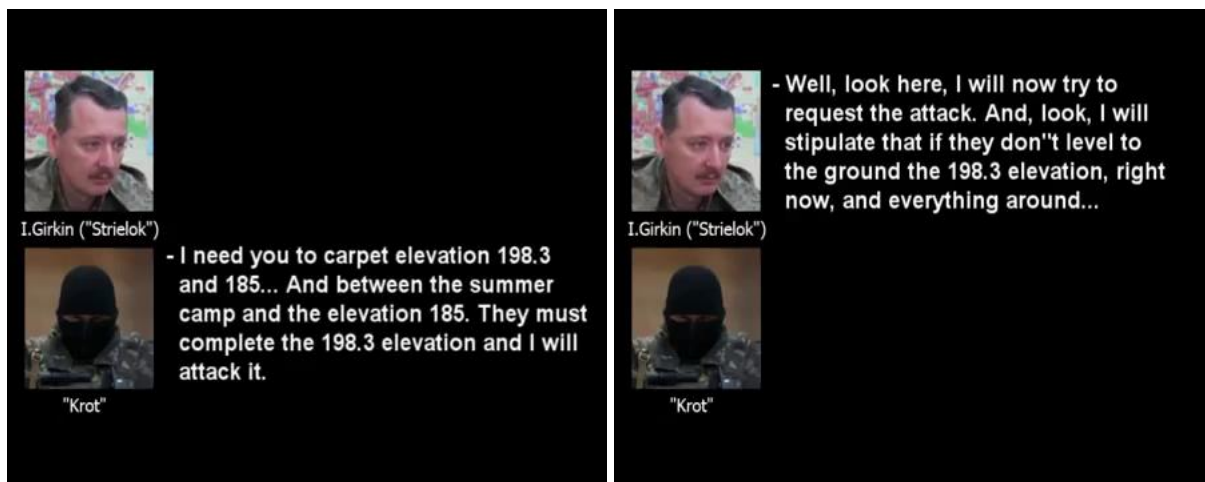 I.Girkin ("Strielok")
- I need you to carpet elevation 198.3
and 185... And between the summer
camp and the elevation 185. They must
complete the 198.3 elevation and I will
attack it.
"Krot"
- Well, look here, I will now try to
request the attack. And, look, I will
stipulate that if they don"t level to
the ground the 198.3 elevation, right
now, and everything around...
I.Girkin ("Strielok")
"Krot"